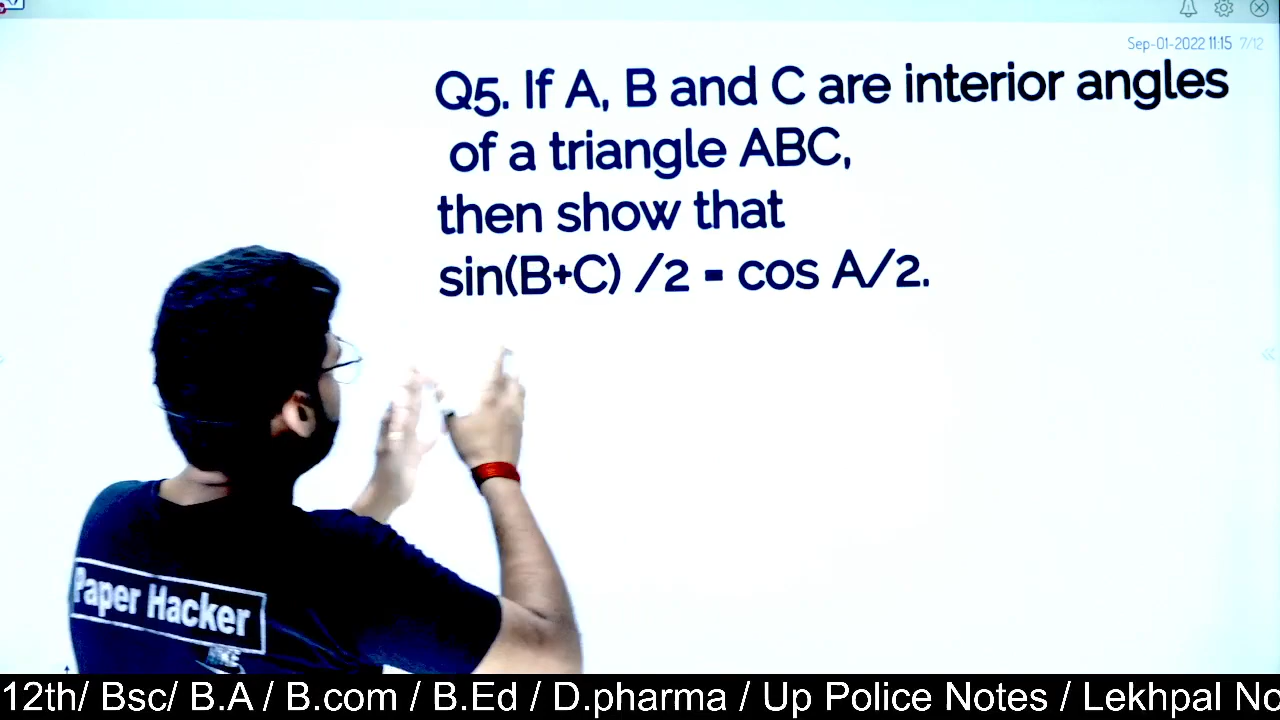 Sep-01-2022 11:15 7/12
Q5. If A, B and C are interior angles
of a triangle ABC,
then show that
sin(B+C) /2 = cos A/2.
Paper Hacker
12th/ Bsc/ B.A / B.com / B.Ed / D.pharma / Up Police Notes / Lekhpal No